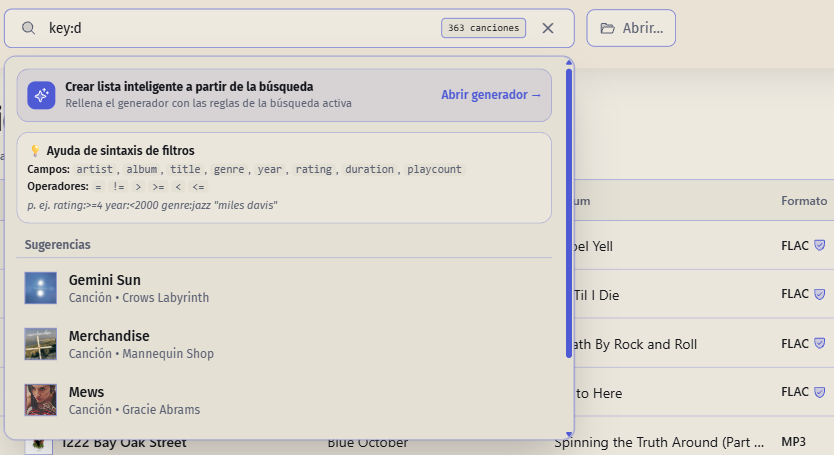 key:d
363 canciones
Abrir...
Crear lista inteligente a partir de la búsqueda
Rellena el generador con las reglas de la búsqueda activa
Abrir generador →
Ayuda de sintaxis de filtros
Campos: artist, album, title, genre, year, rating, duration, playcount
Operadores: = != > >= < <=
p. ej. rating:>=4 year:<2000 genre:jazz "miles davis"
Sugerencias
Gemini Sun
Canción • Crows Labyrinth
Merchandise
Canción • Mannequin Shop
Mews
Canción • Gracie Abrams
Formato
FLAC
Til I Die
FLAC
By Rock and Roll
FLAC
to Here
FLAC
1222 Bay Oak Street
Blue October
Spinning the Truth Around (Part ...
MP3